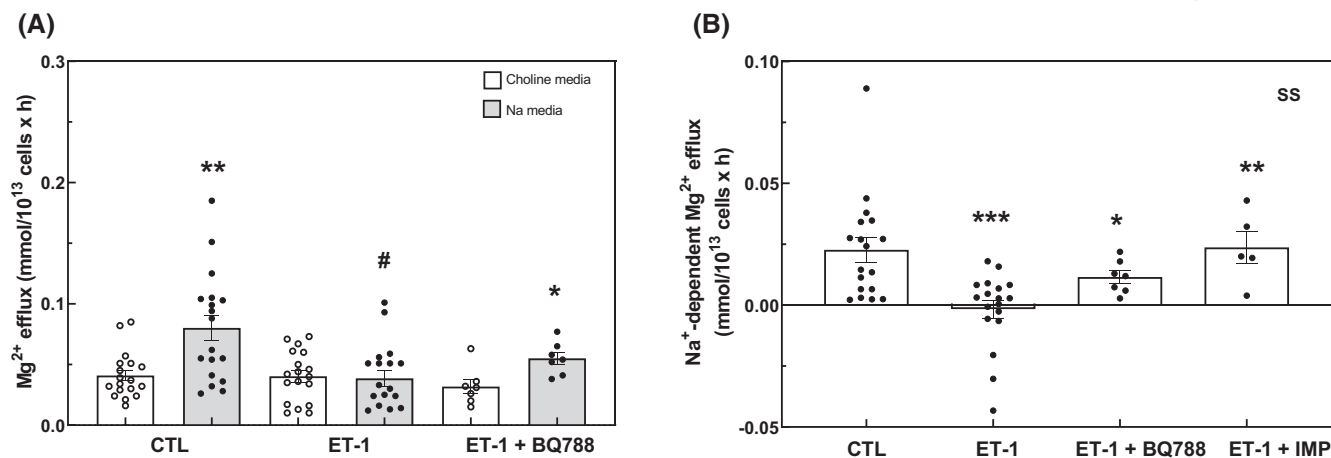 (A)
Mg²⁺ efflux (mmol/10¹³ cells x h)
0.3
0.2
0.1
0.0
Choline media
Na media
**
#
*
CTL
ET-1
ET-1 + BQ788
(B)
Na⁺-dependent Mg²⁺ efflux
(mmol/10¹³ cells x h)
0.10
0.05
0.00
-0.05
SS
***
*
**
CTL
ET-1
ET-1 + BQ788
ET-1 + IMP